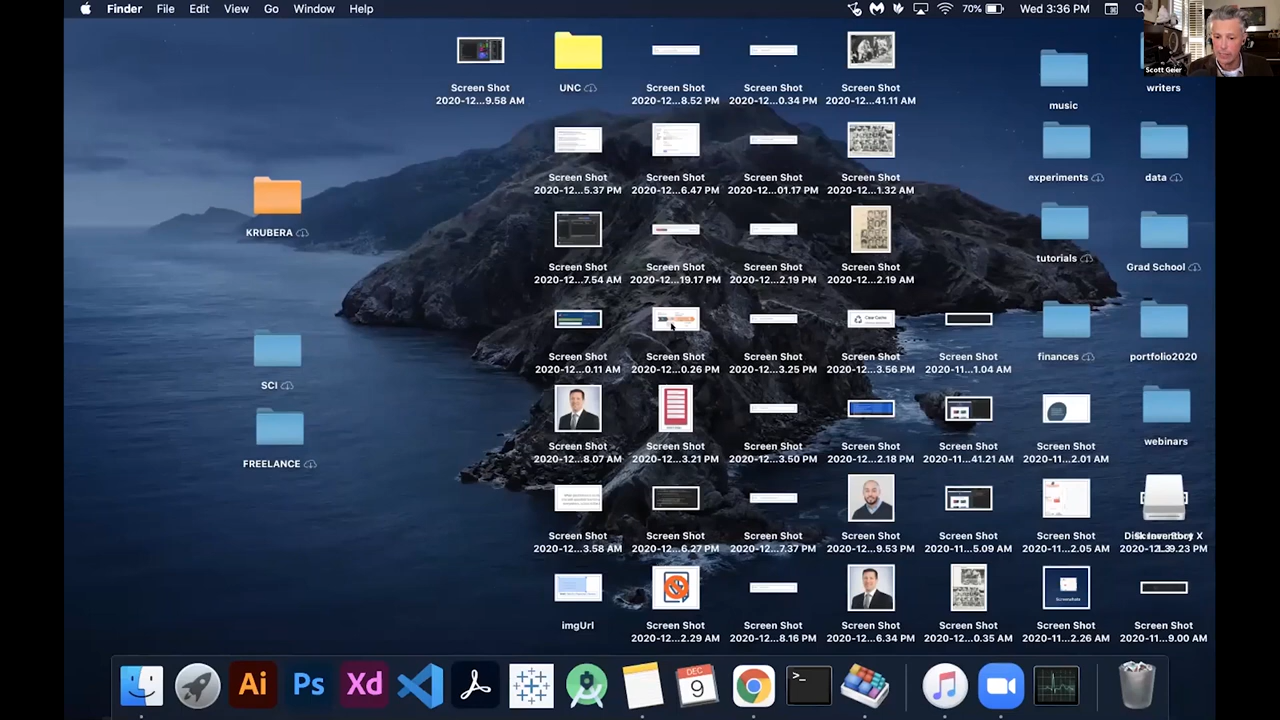 Finder File Edit View Go Window Help
70% Wed 3:36 PM
Scott Geier
Screen Shot
2020-12...9.58 AM
UNC
Screen Shot
2020-12...8.52 PM
Screen Shot
2020-12...0.34 PM
Screen Shot
2020-12...41.11 AM
music
writers
Screen Shot
2020-12...5.37 PM
Screen Shot
2020-12...6.47 PM
Screen Shot
2020-12...01.17 PM
Screen Shot
2020-12...1.32 AM
experiments
data
KRUBERA
Screen Shot
2020-12...7.54 AM
Screen Shot
2020-12...19.17 PM
Screen Shot
2020-12...2.19 PM
Screen Shot
2020-12...2.19 AM
tutorials
Grad School
Clear Cache
Screen Shot
2020-12...0.11 AM
Screen Shot
2020-12...0.26 PM
Screen Shot
2020-12...3.25 PM
Screen Shot
2020-12...3.56 PM
Screen Shot
2020-11...1.04 AM
finances
portfolio2020
SCI
Screen Shot
2020-12...8.07 AM
Screen Shot
2020-12...3.21 PM
Screen Shot
2020-12...3.50 PM
Screen Shot
2020-12...2.18 PM
Screen Shot
2020-11...41.21 AM
Screen Shot
2020-11...2.01 AM
webinars
FREELANCE
Screen Shot
2020-12...3.58 AM
Screen Shot
2020-12...6.27 PM
Screen Shot
2020-12...7.37 PM
Screen Shot
2020-12...9.53 PM
Screen Shot
2020-11...5.09 AM
Screen Shot
2020-11...2.05 AM
Disk Inventory X
imgUrl
Screen Shot
2020-12...2.29 AM
Screen Shot
2020-12...8.16 PM
Screen Shot
2020-12...6.34 PM
Screen Shot
2020-12...0.35 AM
Screen Shot
2020-11...2.26 AM
Screen Shot
2020-11...9.00 AM
Ai Ps Xd
DEC
9